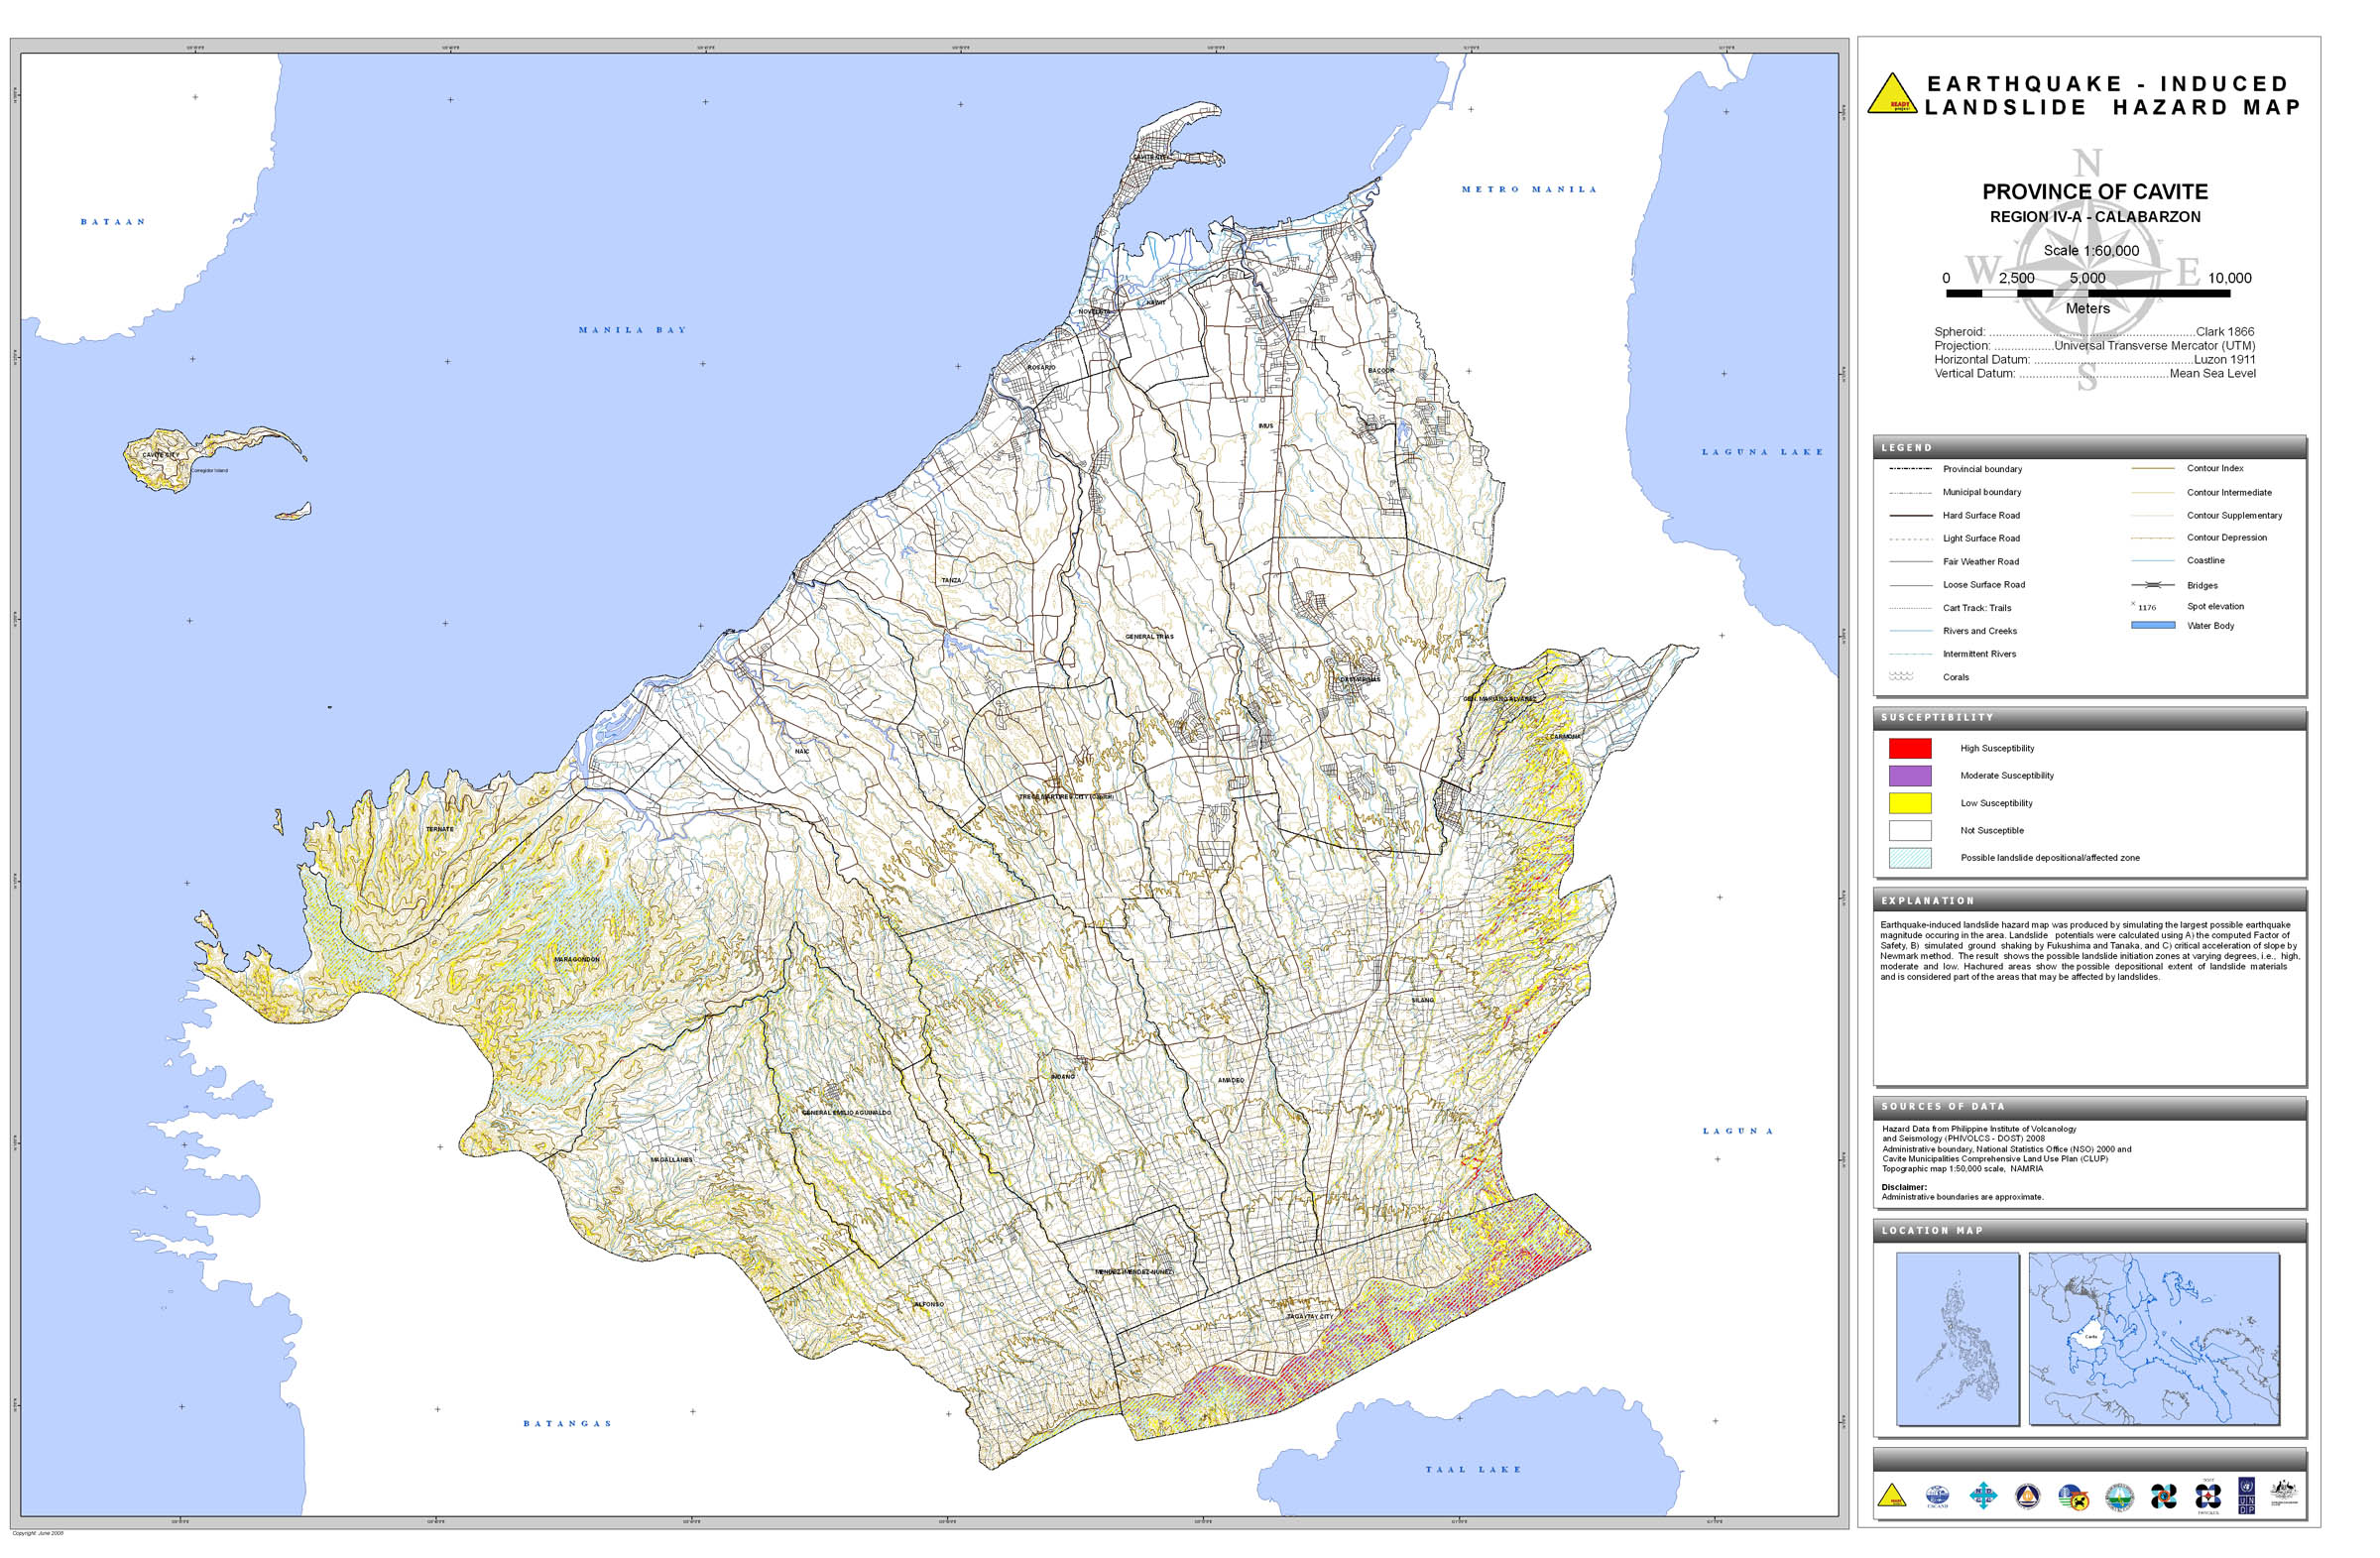 EARTHQUAKE - INDUCED
LANDSLIDE HAZARD MAP
READY
project
N
PROVINCE OF CAVITE
REGION IV-A - CALABARZON
Scale 1:60,000
W
E
0 2,500 5,000 10,000
Meters
Spheroid: ..........Clark 1866
Projection: ..........Universal Transverse Mercator (UTM)
Horizontal Datum: ..........Luzon 1911
Vertical Datum: ..........Mean Sea Level
S
LEGEND
Provincial boundary
Municipal boundary
Hard Surface Road
Light Surface Road
Fair Weather Road
Loose Surface Road
Cart Track: Trails
Rivers and Creeks
Intermittent Rivers
Corals
Contour Index
Contour Intermediate
Contour Supplementary
Contour Depression
Coastline
Bridges
x 1176 Spot elevation
Water Body
SUSCEPTIBILITY
High Susceptibility
Moderate Susceptibility
Low Susceptibility
Not Susceptible
Possible landslide depositional/affected zone
EXPLANATION
Earthquake-induced landslide hazard map was produced by simulating the largest possible earthquake
magnitude occuring in the area. Landslide potentials were calculated using A) the computed Factor of
Safety, B) simulated ground shaking by Fukushima and Tanaka, and C) critical acceleration of slope by
Newmark method. The result shows the possible landslide initiation zones at varying degrees, i.e., high,
moderate and low. Hachured areas show the possible depositional extent of landslide materials
and is considered part of the areas that may be affected by landslides.
SOURCES OF DATA
Hazard Data from Philippine Institute of Volcanology
and Seismology (PHIVOLCS - DOST) 2008
Administrative boundary, National Statistics Office (NSO) 2000 and
Cavite Municipalities Comprehensive Land Use Plan (CLUP)
Topographic map 1:50,000 scale, NAMRIA
Disclaimer:
Administrative boundaries are approximate.
LOCATION MAP
Cavite
BATAAN
METRO MANILA
MANILA BAY
LAGUNA LAKE
LAGUNA
BATANGAS
TAAL LAKE
CAVITE CITY
KAWIT
NOVELETA
ROSARIO
BACOOR
IMUS
CAVITE CITY
Corregidor Island
TANZA
GENERAL TRIAS
DASMARINAS
GEN. MARIANO ALVAREZ
CARMONA
NAIC
TRECE MARTIRES CITY
TERNATE
MARAGONDON
SILANG
INDANG
AMADEO
GENERAL EMILIO AGUINALDO
MAGALLANES
MENDEZ (MENDEZ-NUNEZ)
ALFONSO
TAGAYTAY CITY
UN
DP
Copyright: June 2008